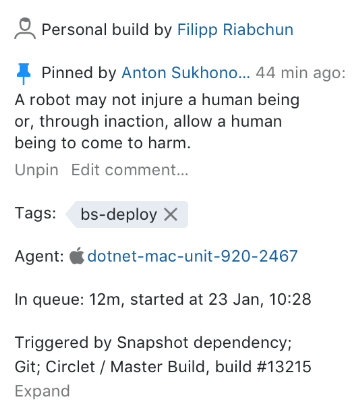 Personal build by Filipp Riabchun
Pinned by Anton Sukhono... 44 min ago:
A robot may not injure a human being
or, through inaction, allow a human
being to come to harm.
Unpin Edit comment...
Tags: bs-deploy
Agent: dotnet-mac-unit-920-2467
In queue: 12m, started at 23 Jan, 10:28
Triggered by Snapshot dependency;
Git; Circlet / Master Build, build #13215
Expand